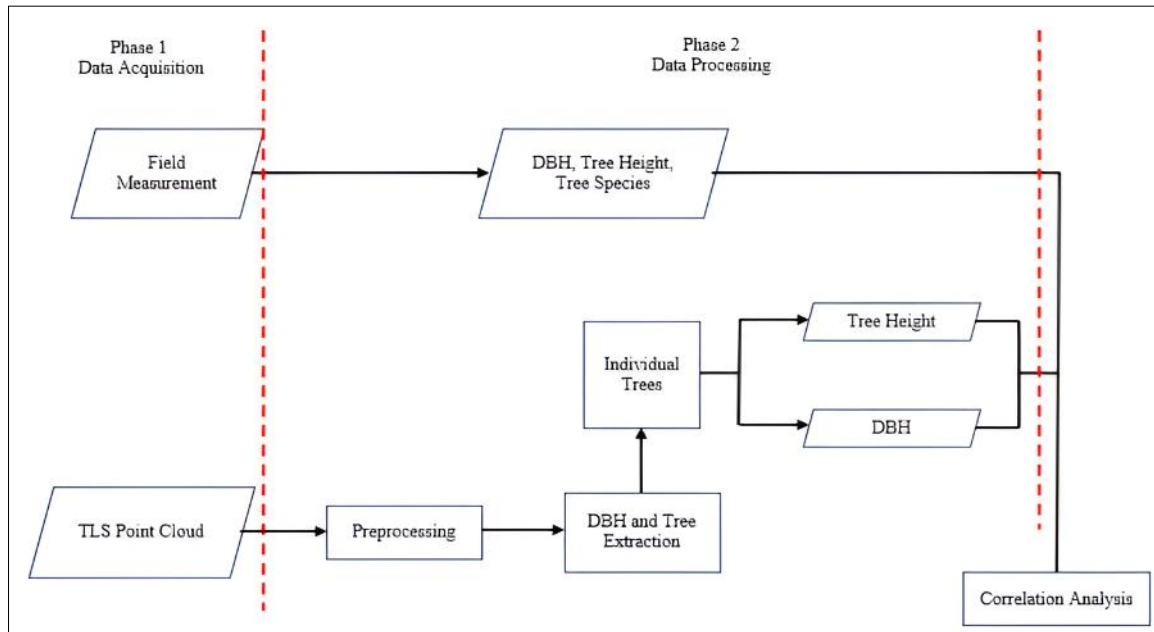 Phase 1
Data Acquisition
Phase 2
Data Processing
Field
Measurement
DBH, Tree Height,
Tree Species
Tree Height
Individual
Trees
DBH
TLS Point Cloud
Preprocessing
DBH and Tree
Extraction
Correlation Analysis